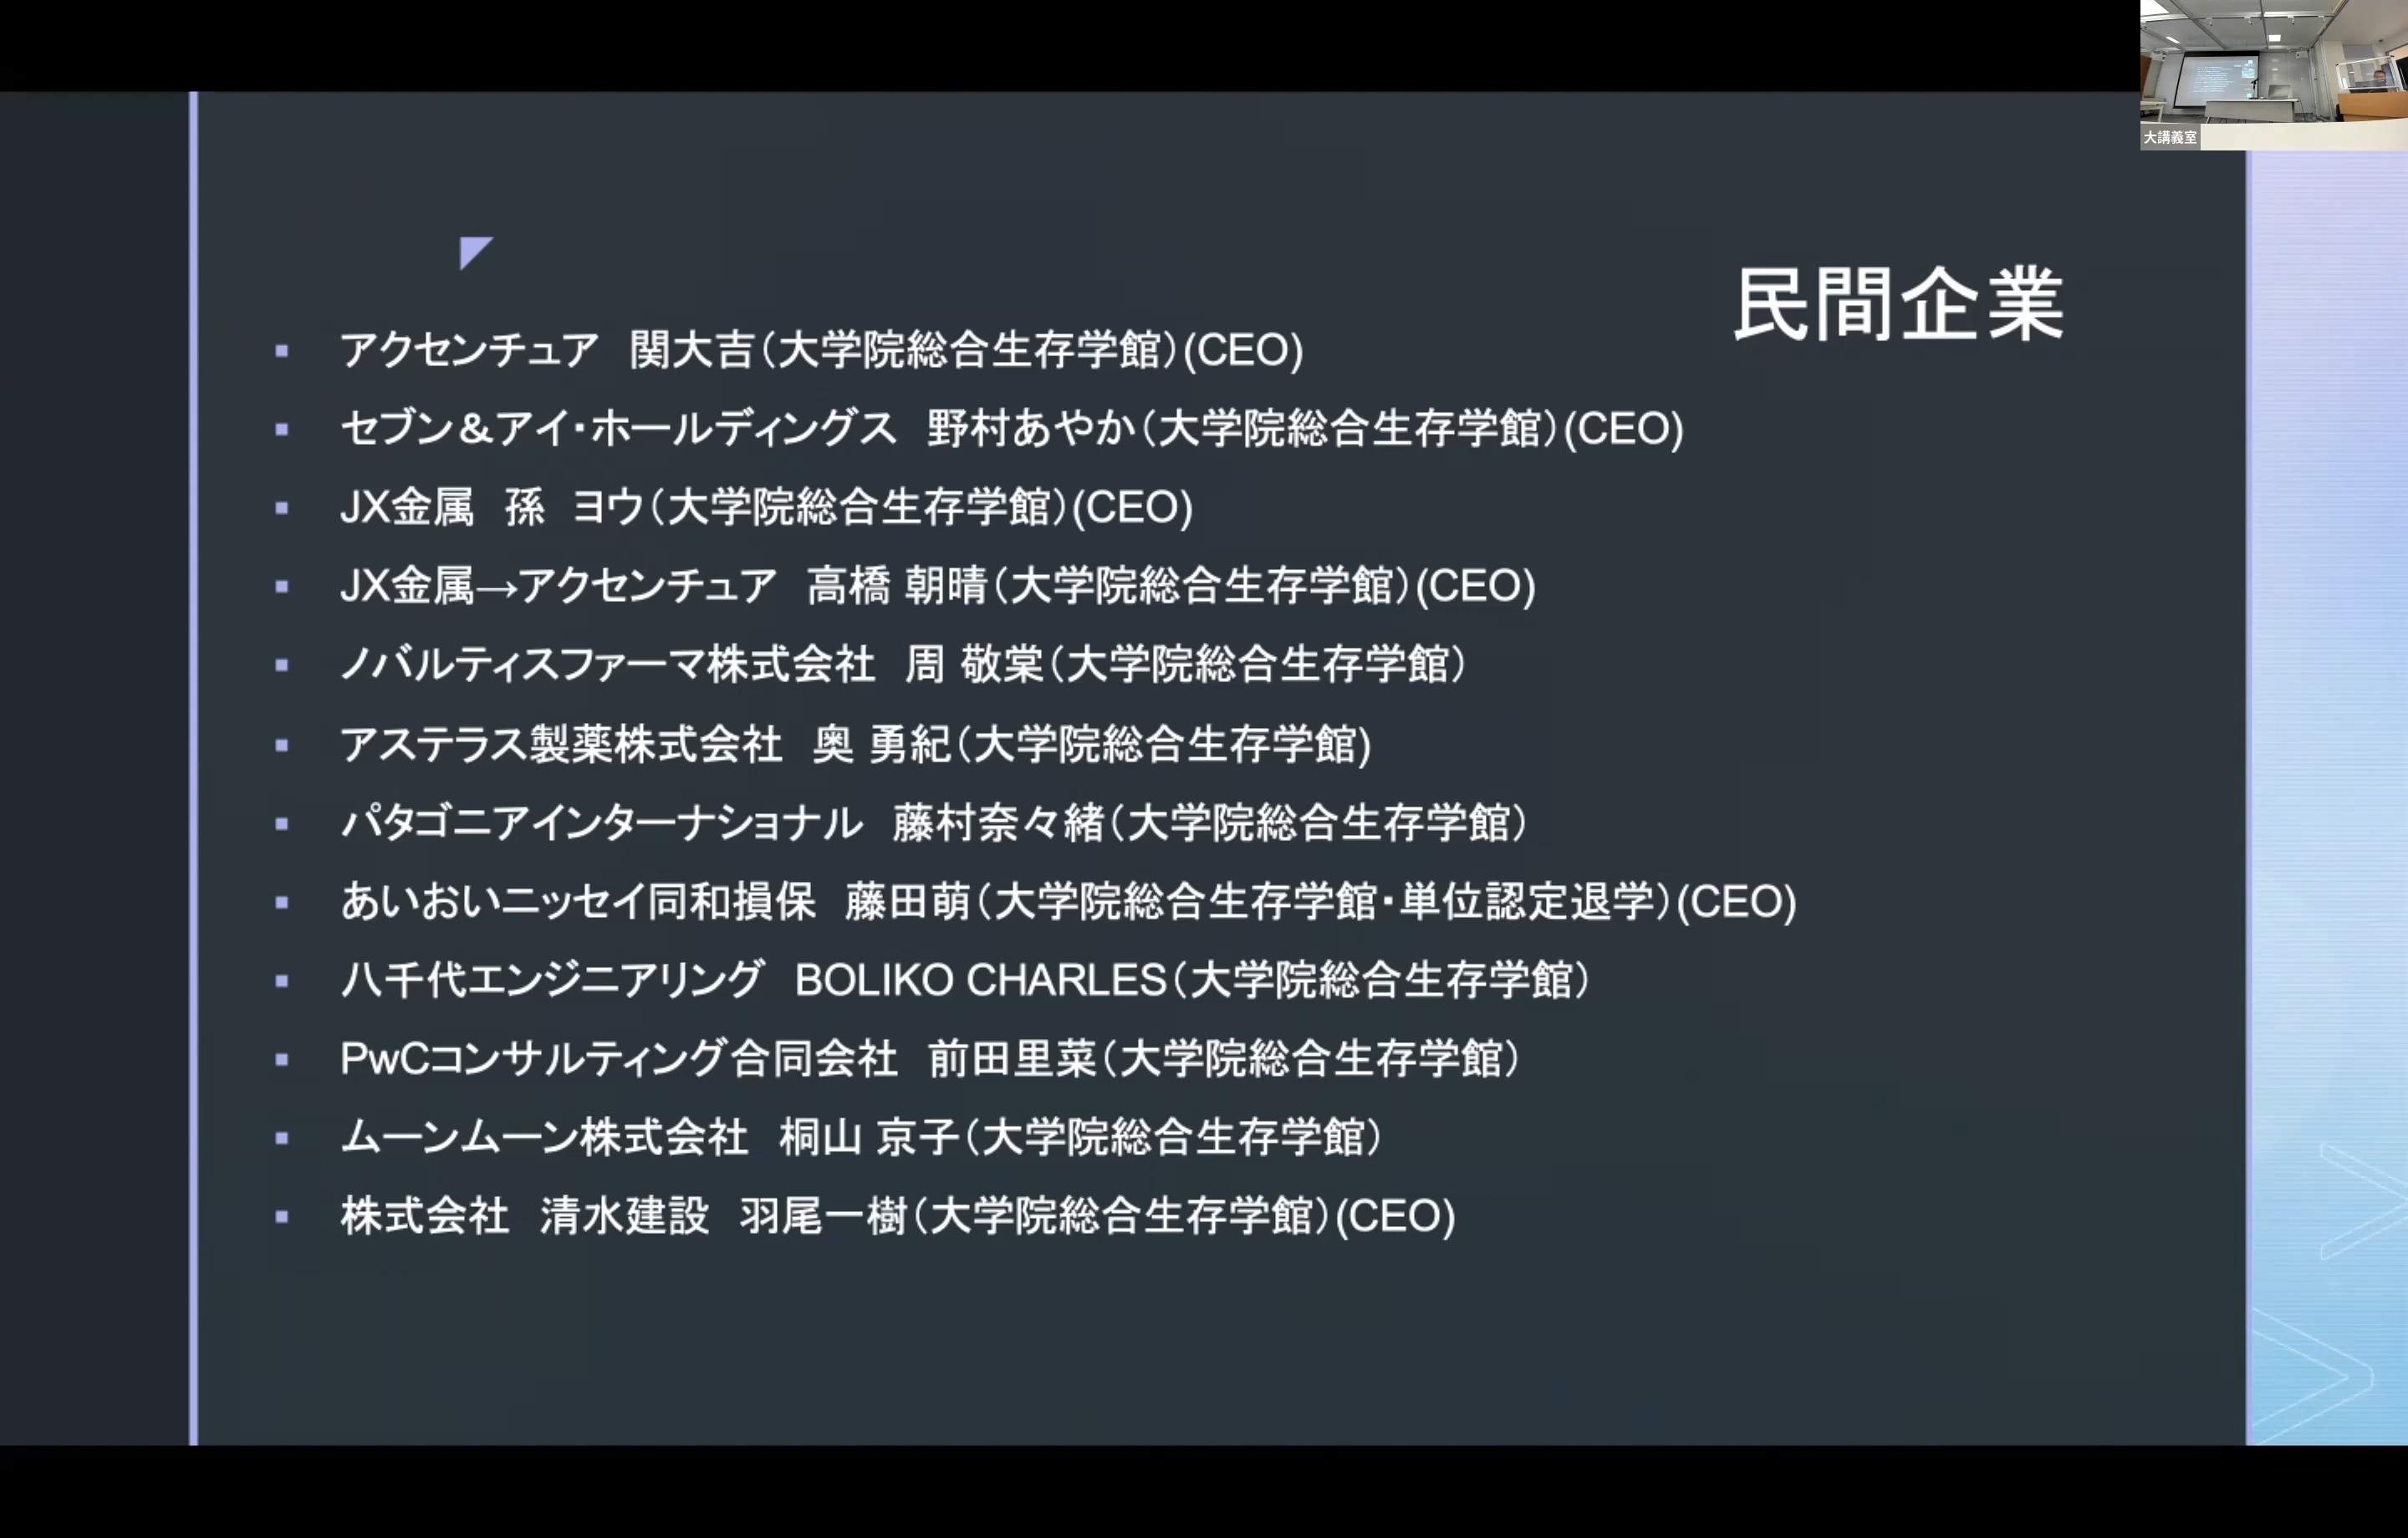 大講義室
民間企業
アクセンチュア　関大吉（大学院総合生存学館）(CEO)
セブン＆アイ・ホールディングス　野村あやか（大学院総合生存学館）(CEO)
JX金属　孫　ヨウ（大学院総合生存学館）(CEO)
JX金属→アクセンチュア　高橋 朝晴（大学院総合生存学館）(CEO)
ノバルティスファーマ株式会社　周 敬棠（大学院総合生存学館）
アステラス製薬株式会社　奥 勇紀（大学院総合生存学館)
パタゴニアインターナショナル　藤村奈々緒（大学院総合生存学館）
あいおいニッセイ同和損保　藤田萌（大学院総合生存学館・単位認定退学）(CEO)
八千代エンジニアリング　BOLIKO CHARLES（大学院総合生存学館）
PwCコンサルティング合同会社　前田里菜（大学院総合生存学館）
ムーンムーン株式会社　桐山 京子（大学院総合生存学館）
株式会社　清水建設　羽尾一樹（大学院総合生存学館）(CEO)